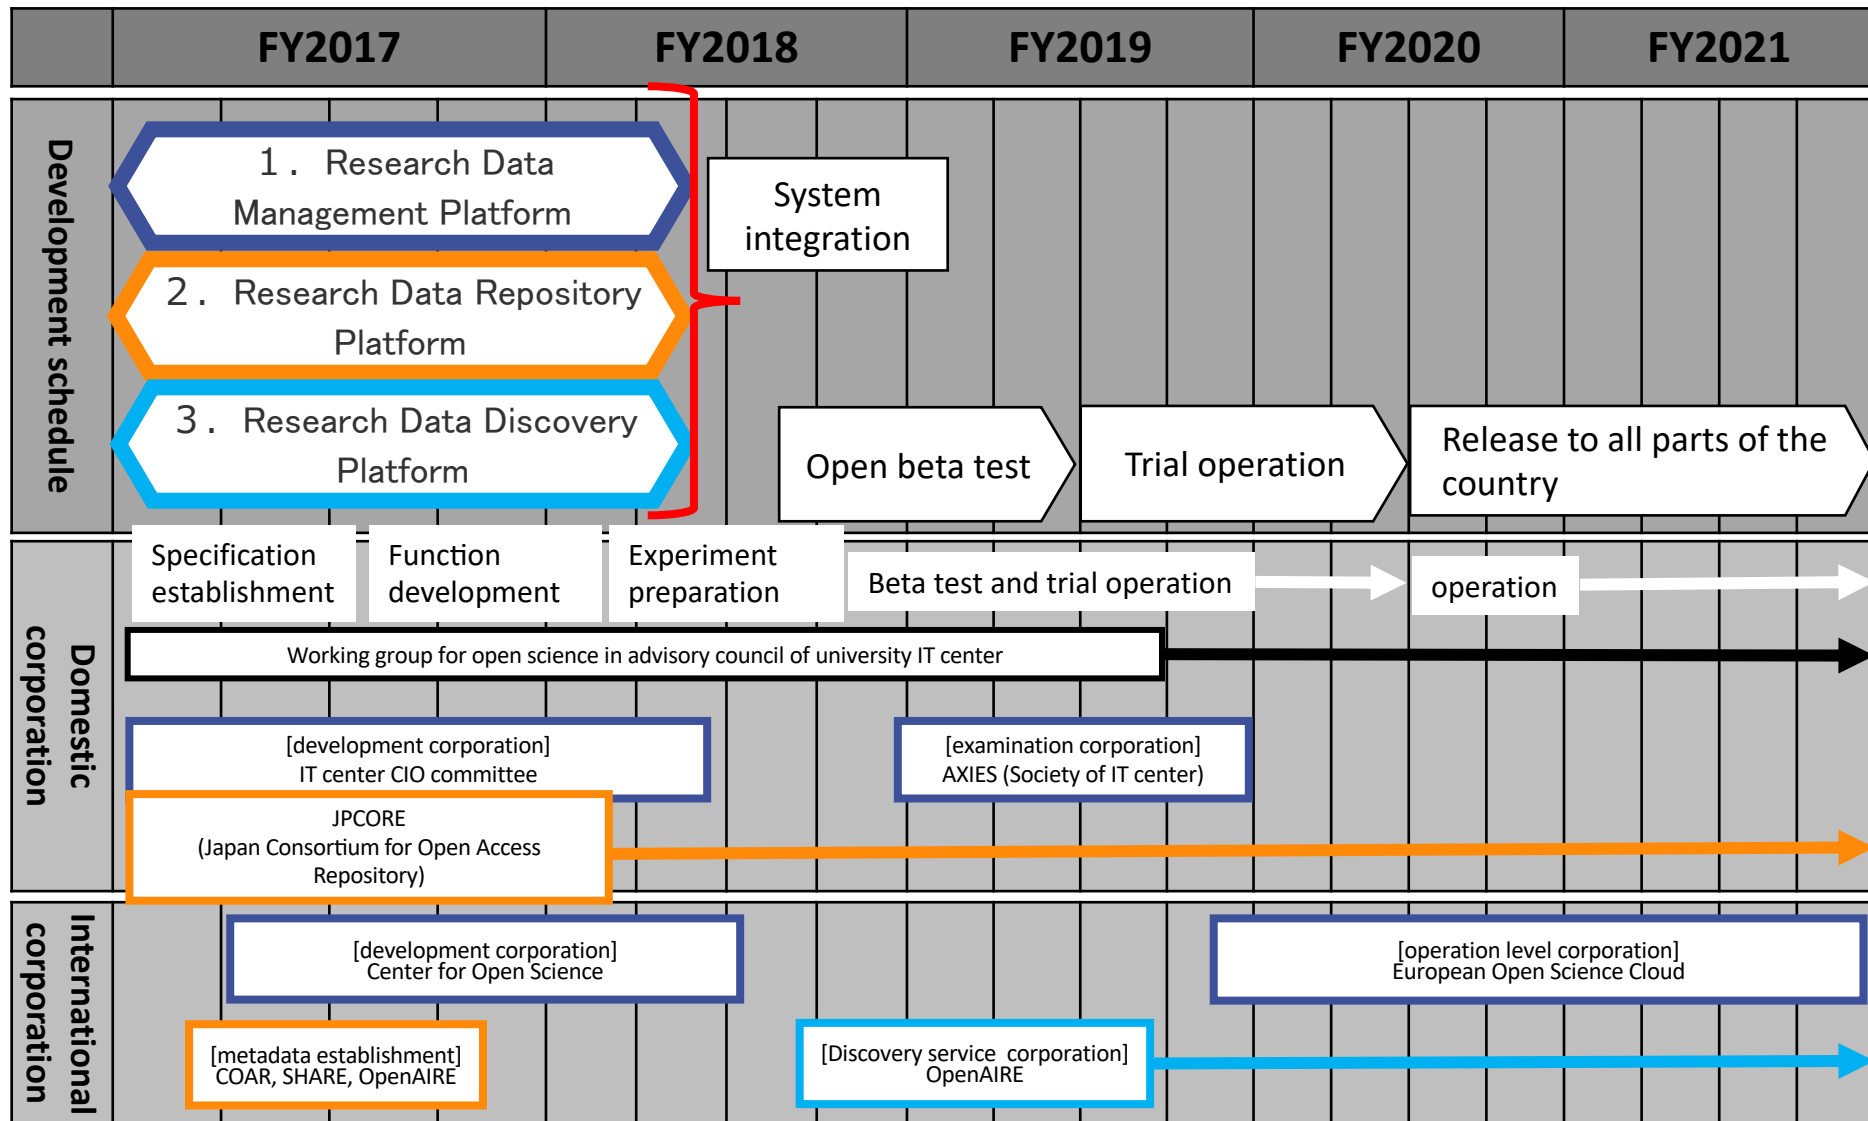 FY2017
FY2018
FY2019
FY2020
FY2021
Development schedule
1. Research Data
Management Platform
2. Research Data Repository
Platform
3. Research Data Discovery
Platform
System
integration
Open beta test
Trial operation
Release to all parts of the
country
Domestic
corporation
Specification
establishment
Function
development
Experiment
preparation
Beta test and trial operation
operation
Working group for open science in advisory council of university IT center
[development corporation]
IT center CIO committee
[examination corporation]
AXIES (Society of IT center)
JPCORE
(Japan Consortium for Open Access
Repository)
International
corporation
[development corporation]
Center for Open Science
[operation level corporation]
European Open Science Cloud
[metadata establishment]
COAR, SHARE, OpenAIRE
[Discovery service  corporation]
OpenAIRE